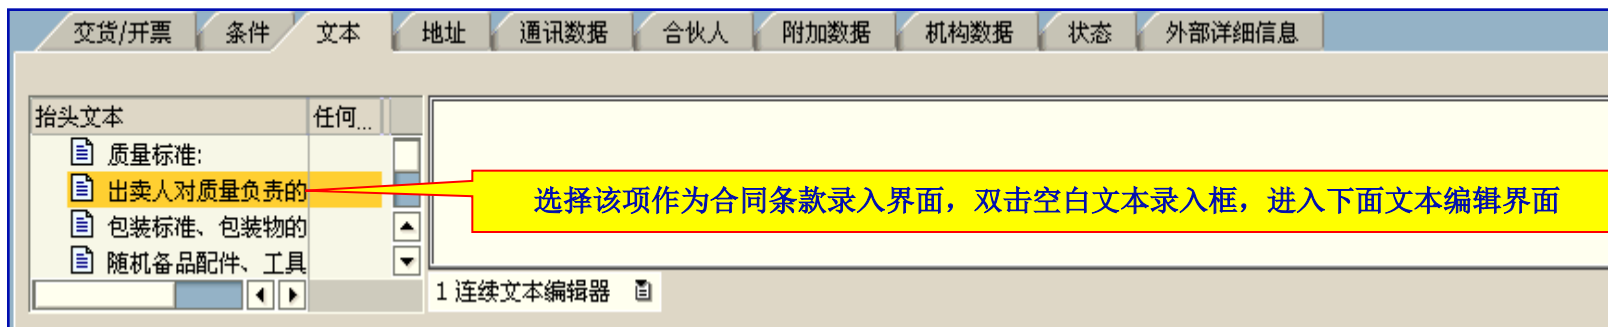 交货/开票 条件 文本 地址 通讯数据 合伙人 附加数据 机构数据 状态 外部详细信息
抬头文本 任何...
质量标准:
出卖人对质量负责的
选择该项作为合同条款录入界面，双击空白文本录入框，进入下面文本编辑界面
包装标准、包装物的
随机备品配件、工具
1 连续文本编辑器